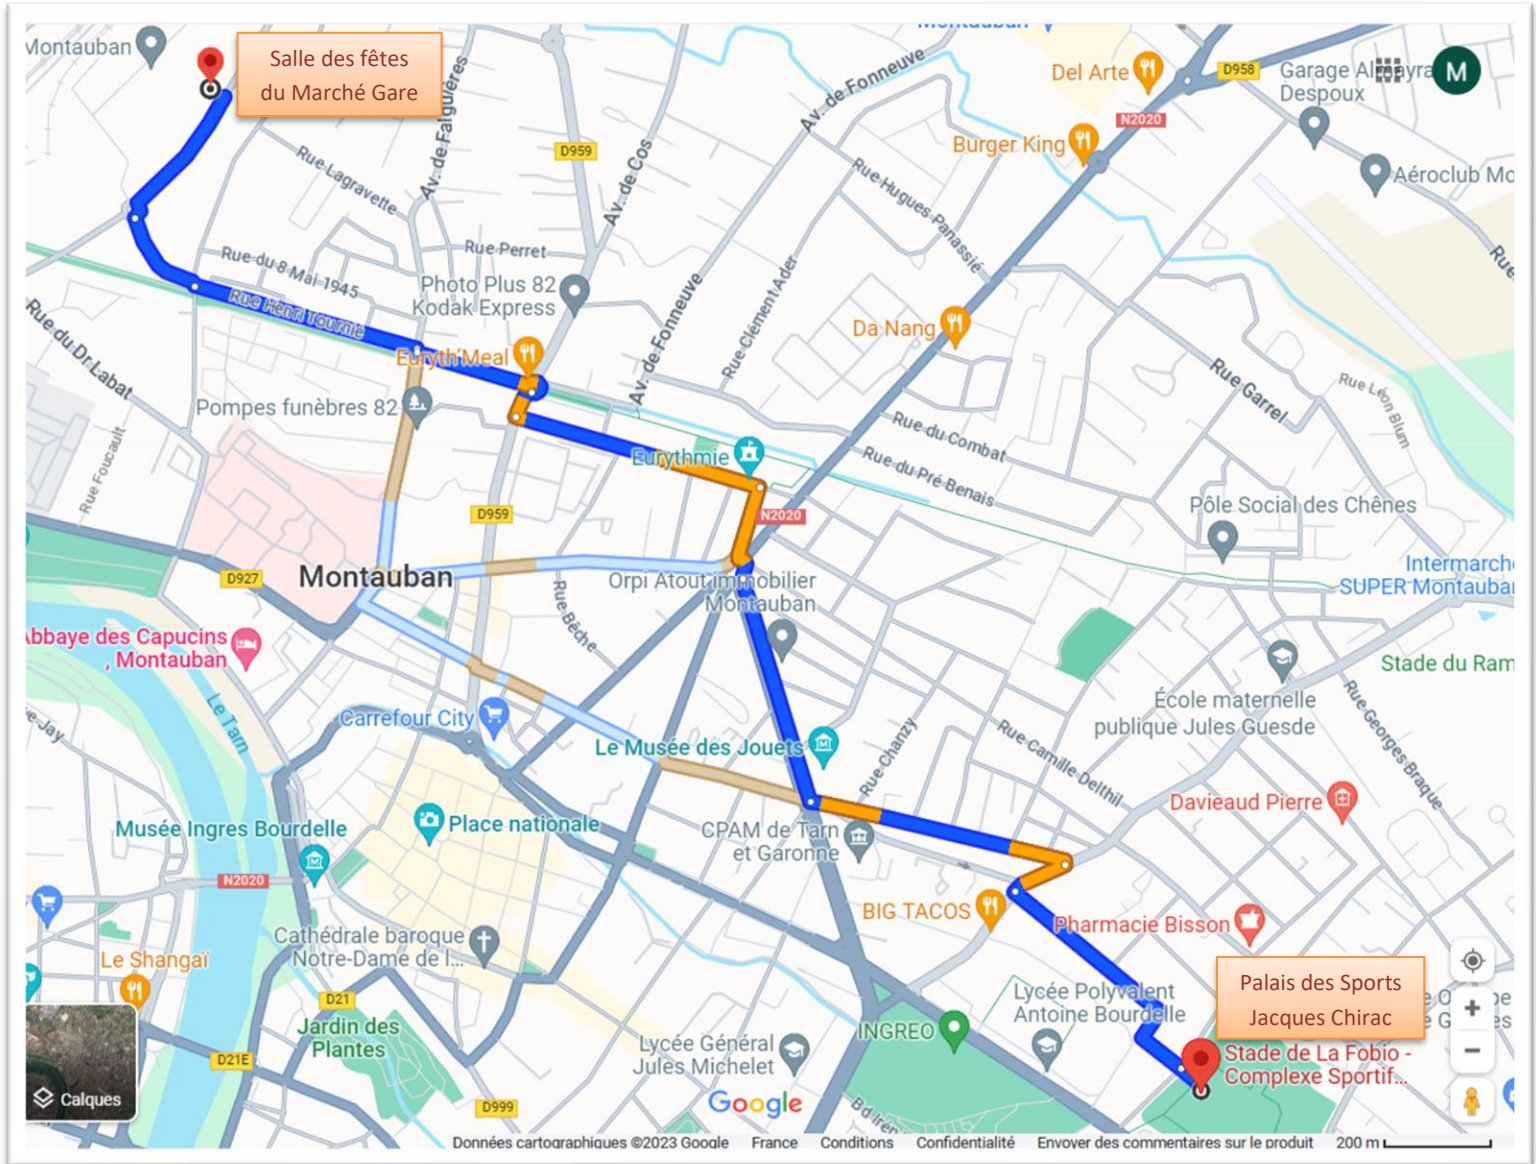 Montauban
Salle des fêtes
du Marché Gare
Montauban
Del Arte
D958
Garage Almayra
Despoux
M
N2020
Burger King
Aéroclub Mo
Av. de Falguières
D959
Av. de Cos
Av. de Fonneuve
Rue Hugues Panassié
Rue Lagravette
Rue Perret
Rue du 8 Mai 1945
Rue Henri Tournie
Photo Plus 82
Kodak Express
Av. de Fonneuve
Rue Clément Ader
Da Nang
Rue
Rue du Dr Labat
Euryth'Meal
Pompes funèbres 82
Rue Garrel
Rue Léon Blum
Rue Foucault
Eurythmie
Rue du Combat
Rue du Pré Benais
D959
N2020
Pôle Social des Chênes
D927
Montauban
Orpi Atout immobilier
Montauban
Intermarch
SUPER Montauba
Rue Bêche
Abbaye des Capucins
, Montauban
Stade du Ram
École maternelle
publique Jules Guesde
Le Tarn
Carrefour City
Le Musée des Jouets
Rue Chanzy
Rue Camille Delthil
Rue Georges Braque
Davieaud Pierre
Musée Ingres Bourdelle
Place nationale
CPAM de Tarn
et Garonne
N2020
BIG TACOS
Pharmacie Bisson
Cathédrale baroque
Notre-Dame de l...
Le Shangaï
D21
Jardin des
Plantes
Lycée Polyvalent
Antoine Bourdelle
Palais des Sports
Jacques Chirac
INGREO
Lycée Général
Jules Michelet
Stade de La Fobio -
Complexe Sportif...
D21E
Calques
D999
Google
Données cartographiques ©2023 Google France Conditions Confidentialité Envoyer des commentaires sur le produit 200 m